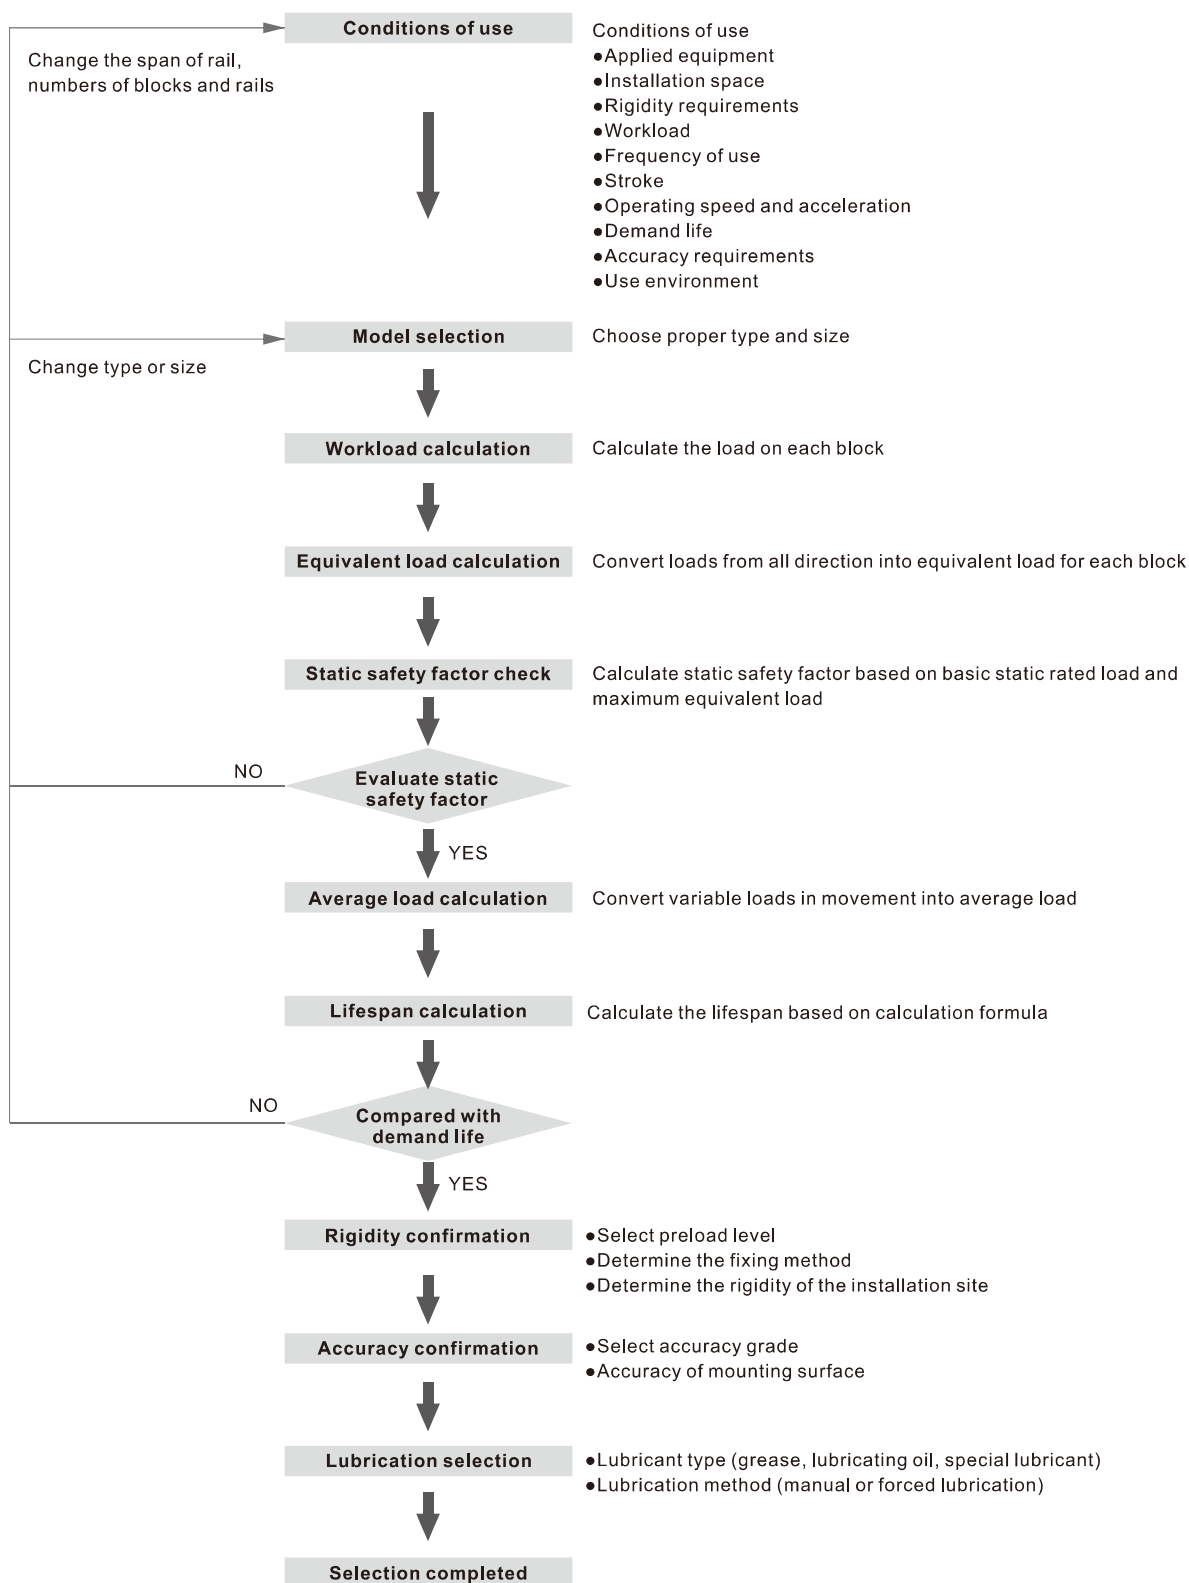 Conditions of use
Conditions of use
●Applied equipment
●Installation space
●Rigidity requirements
●Workload
●Frequency of use
●Stroke
●Operating speed and acceleration
●Demand life
●Accuracy requirements
●Use environment
Change the span of rail,
numbers of blocks and rails
Model selection
Choose proper type and size
Change type or size
Workload calculation
Calculate the load on each block
Equivalent load calculation
Convert loads from all direction into equivalent load for each block
Static safety factor check
Calculate static safety factor based on basic static rated load and
maximum equivalent load
NO
Evaluate static
safety factor
YES
Average load calculation
Convert variable loads in movement into average load
Lifespan calculation
Calculate the lifespan based on calculation formula
NO
Compared with
demand life
YES
Rigidity confirmation
●Select preload level
●Determine the fixing method
●Determine the rigidity of the installation site
Accuracy confirmation
●Select accuracy grade
●Accuracy of mounting surface
Lubrication selection
●Lubricant type (grease, lubricating oil, special lubricant)
●Lubrication method (manual or forced lubrication)
Selection completed